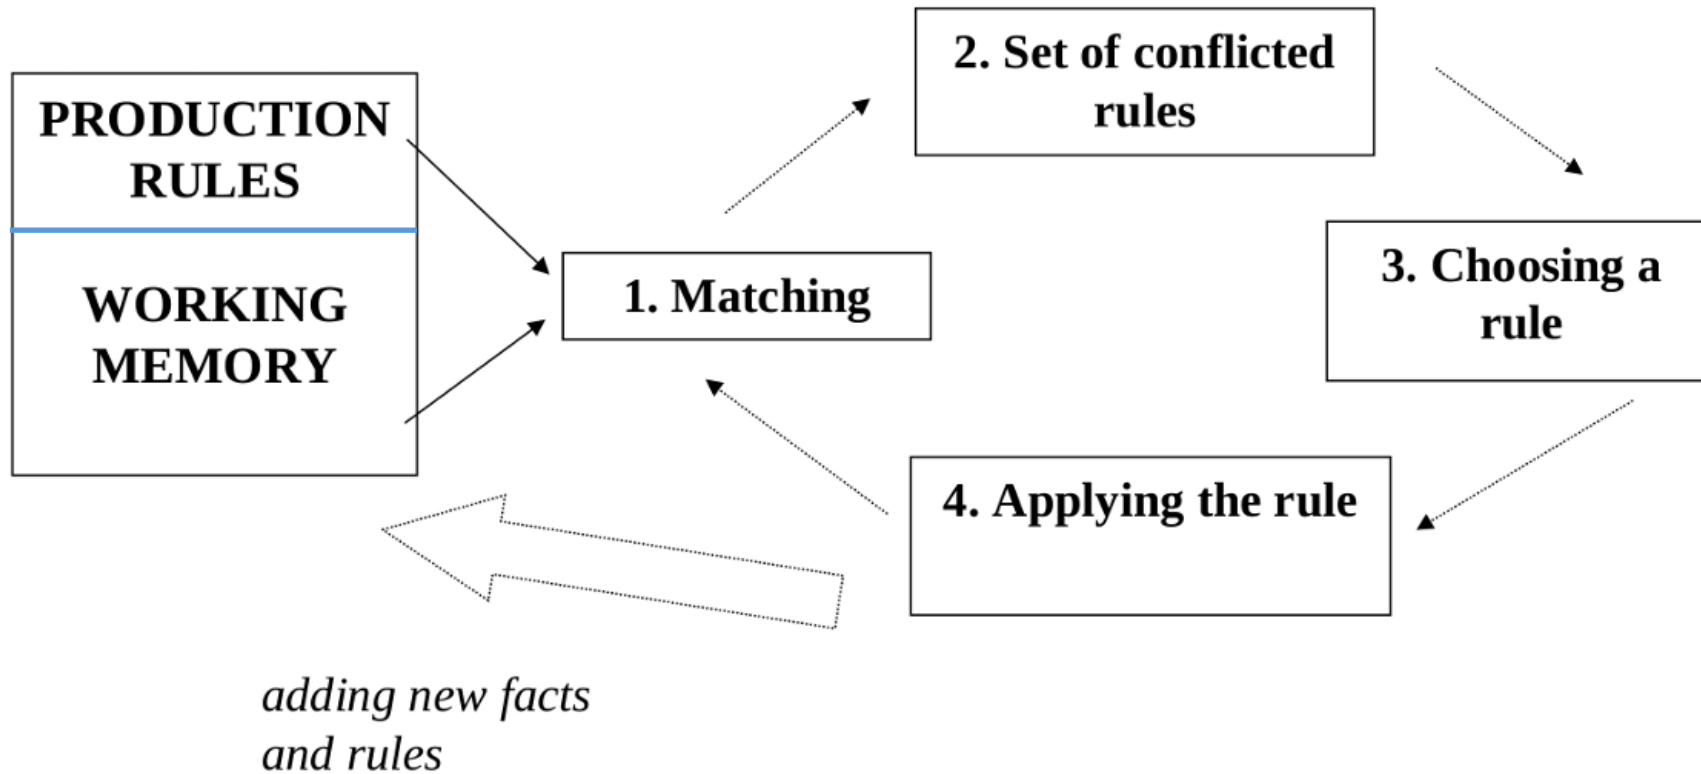 PRODUCTION
RULES
WORKING
MEMORY
1. Matching
2. Set of conflicted
rules
3. Choosing a
rule
4. Applying the rule
adding new facts
and rules